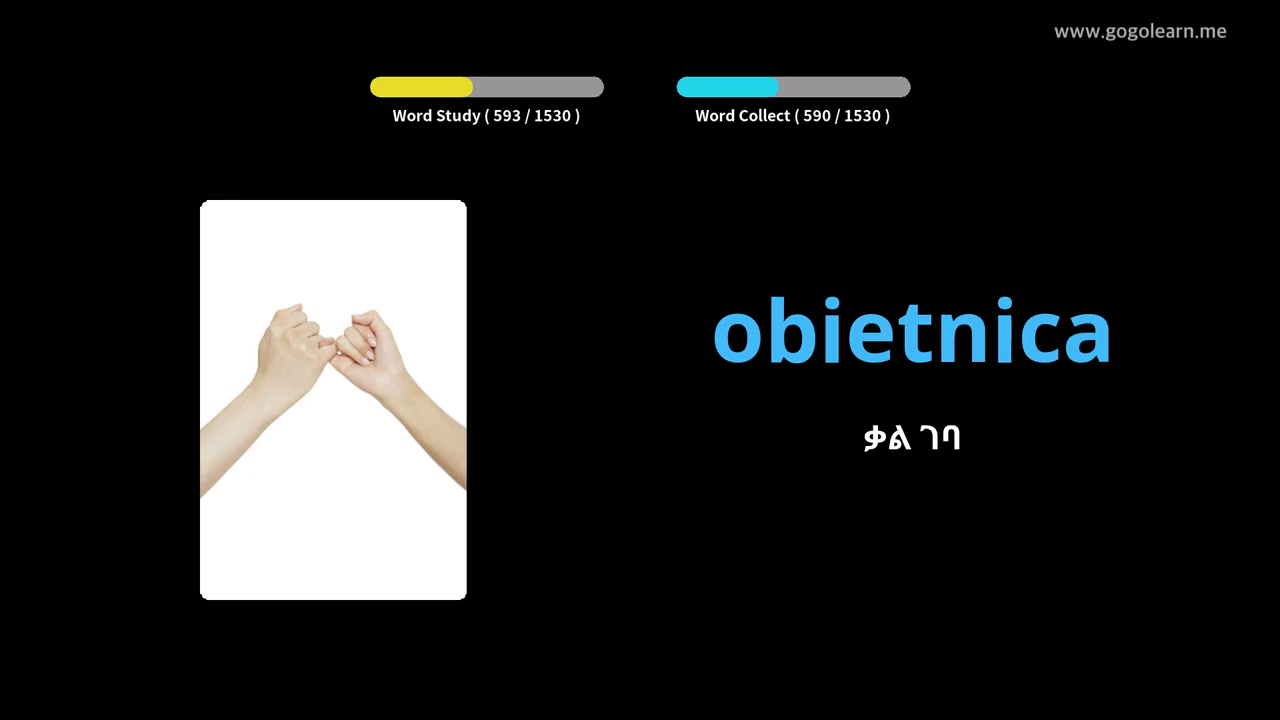 www.gogolearn.me
Word Study ( 593 / 1530 )
Word Collect ( 590 / 1530 )
obietnica
ቃል ገባ